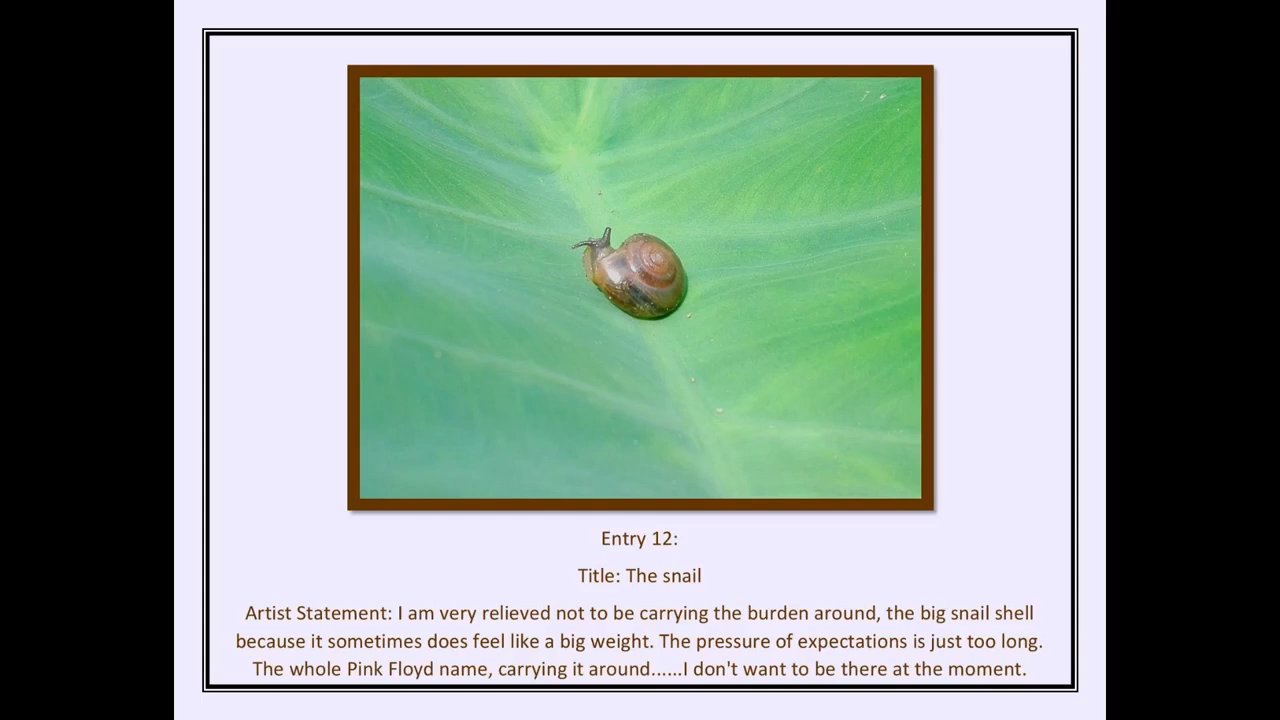 Entry 12:
Title: The snail
Artist Statement: I am very relieved not to be carrying the burden around, the big snail shell
because it sometimes does feel like a big weight. The pressure of expectations is just too long.
The whole Pink Floyd name, carrying it around......I don't want to be there at the moment.